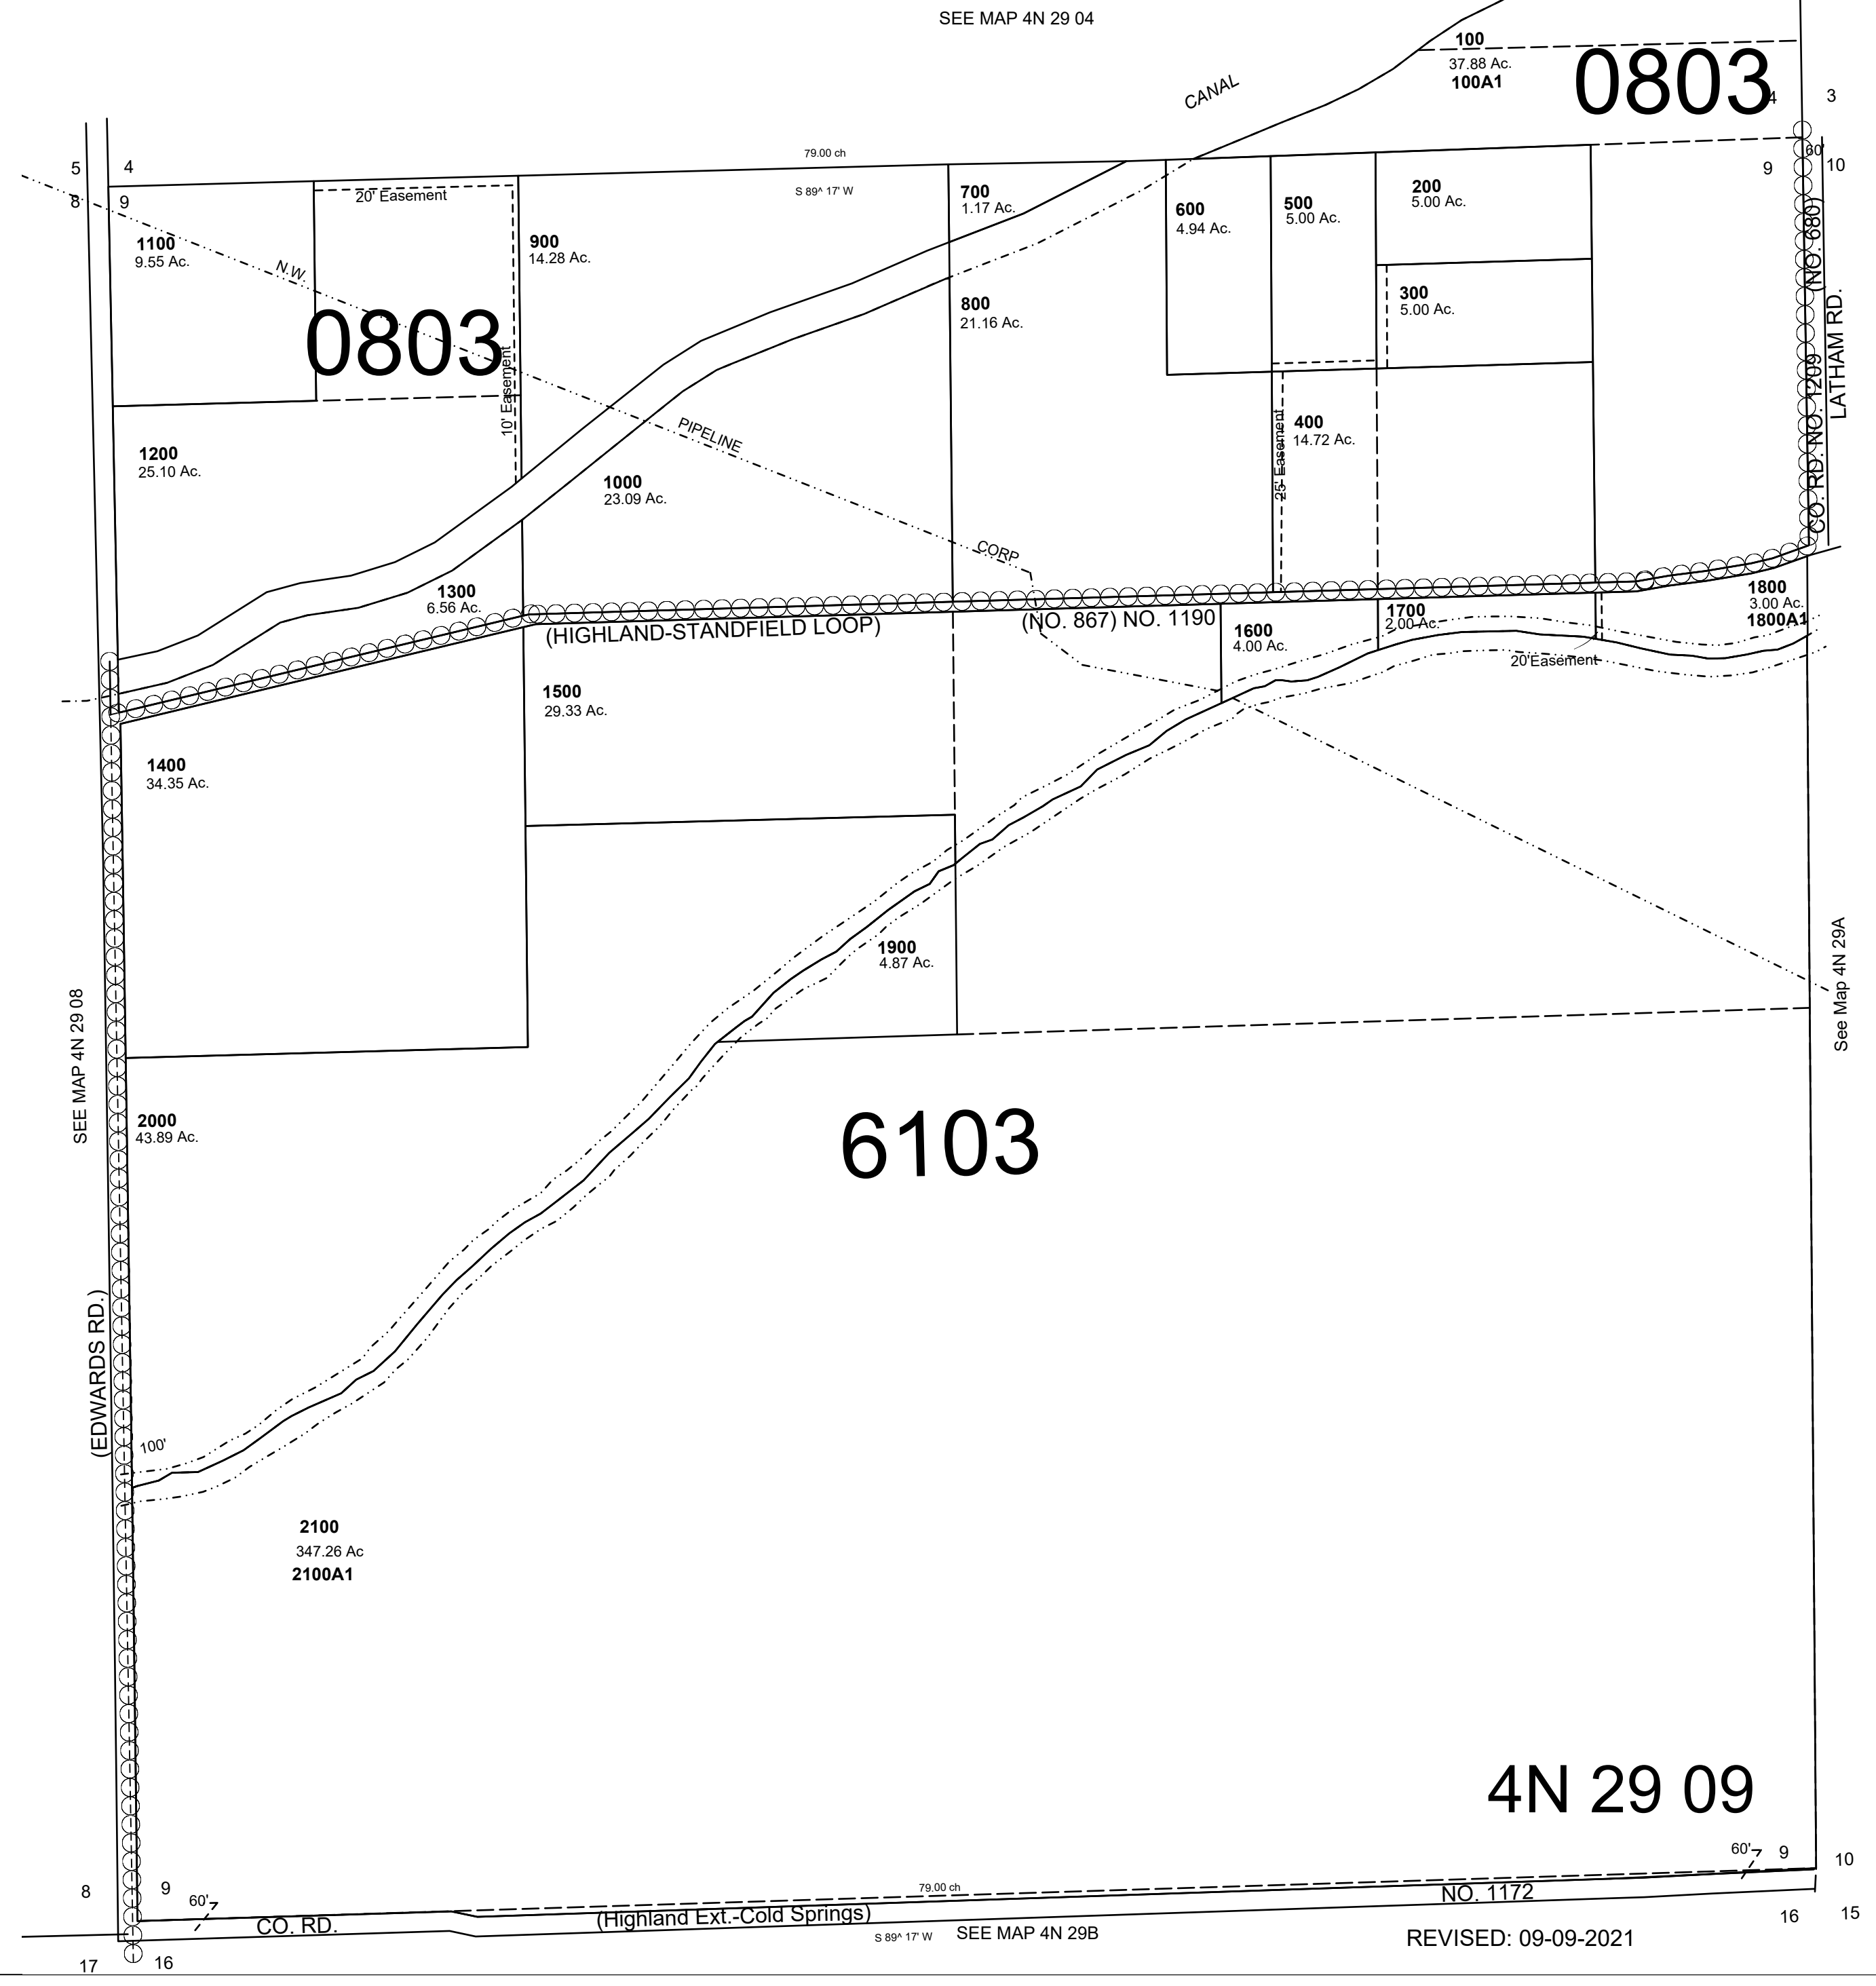 SEE MAP 4N 29 04
100
37.88 Ac.
100A1
0803
4
3
CANAL
5
4
79.00 ch
S 89^ 17' W
60'
9
10
8
9
20' Easement
1100
9.55 Ac.
N.W.
0803
10' Easement
900
14.28 Ac.
700
1.17 Ac.
800
21.16 Ac.
600
4.94 Ac.
500
5.00 Ac.
200
5.00 Ac.
300
5.00 Ac.
CO. RD. NO. 1209 (NO. 680)
LATHAM RD.
1200
25.10 Ac.
PIPELINE
1000
23.09 Ac.
25' Easement
400
14.72 Ac.
CORP
1300
6.56 Ac.
(HIGHLAND-STANDFIELD LOOP)
(NO. 867) NO. 1190
1600
4.00 Ac.
1700
2.00 Ac.
1800
3.00 Ac.
1800A1
20'Easement
1500
29.33 Ac.
1400
34.35 Ac.
1900
4.87 Ac.
See Map 4N 29A
SEE MAP 4N 29 08
2000
43.89 Ac.
6103
(EDWARDS RD.)
100'
2100
347.26 Ac
2100A1
4N 29 09
60'
9
10
8
9
60'
79.00 ch
NO. 1172
CO. RD.
(Highland Ext.-Cold Springs)
S 89^ 17' W
SEE MAP 4N 29B
REVISED: 09-09-2021
16
15
17
16